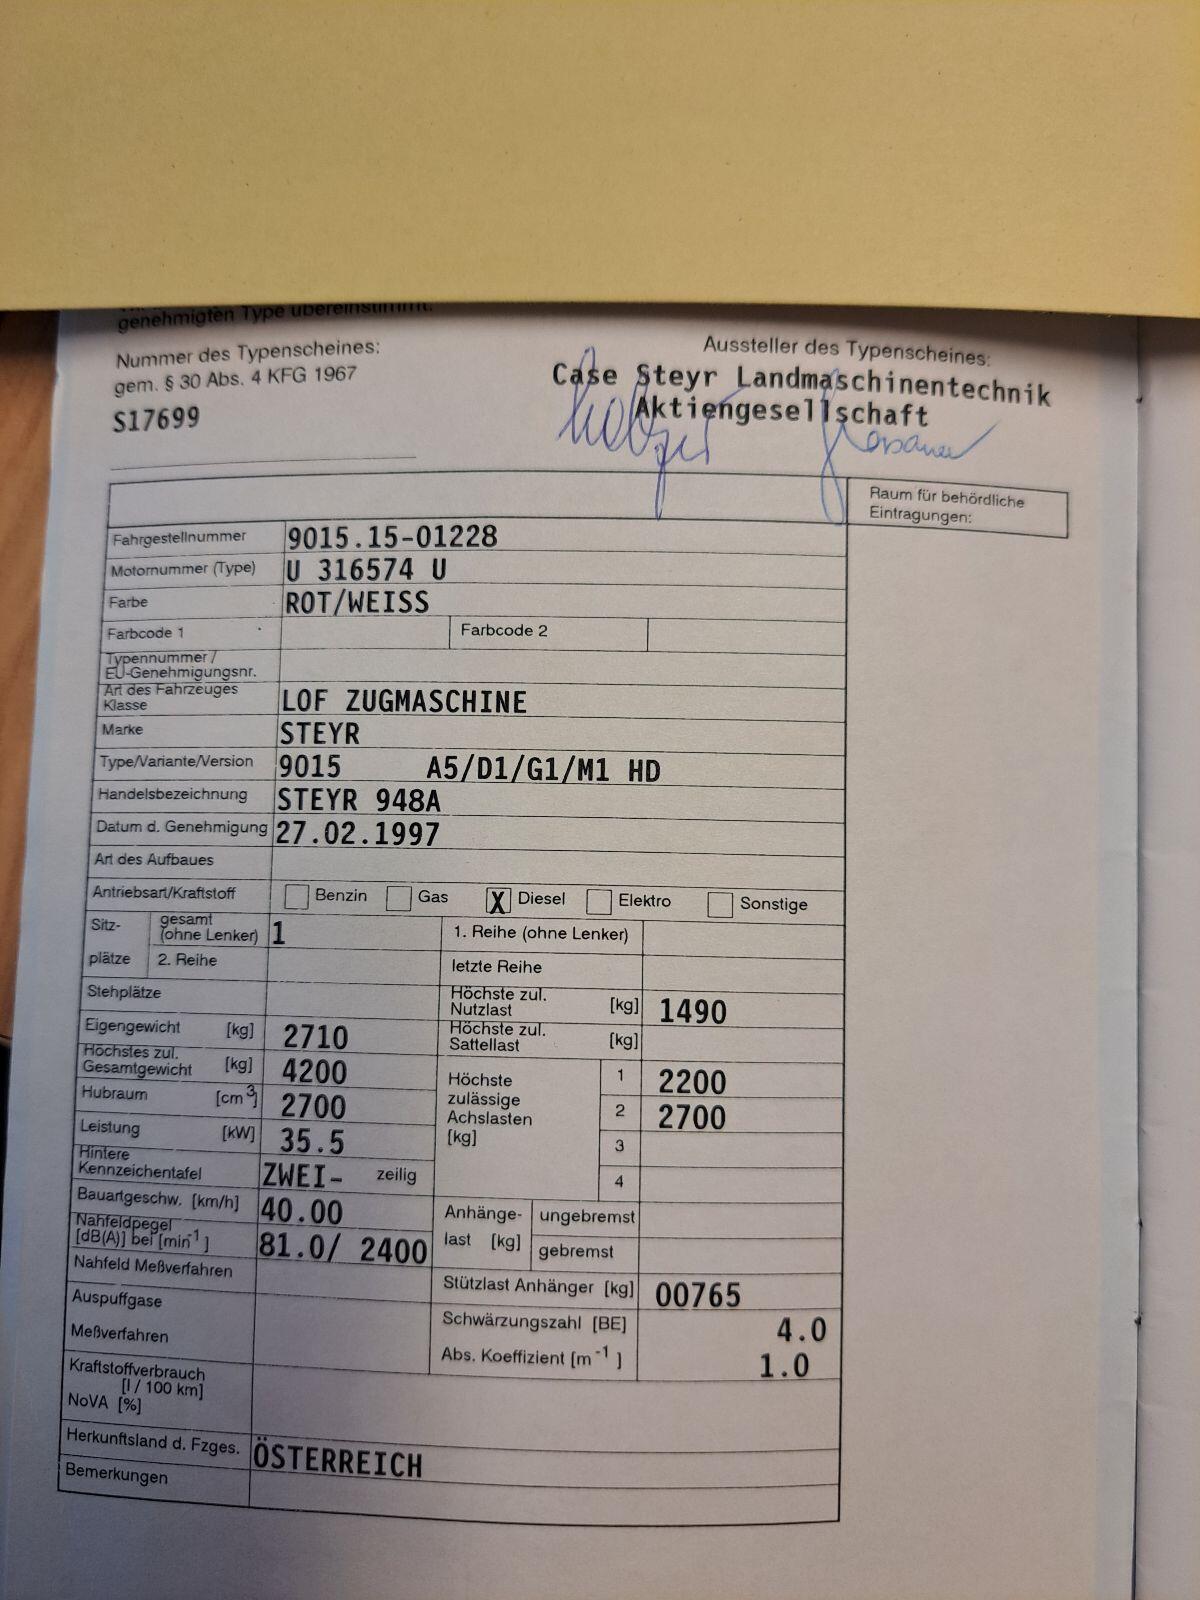 genehmigten Type übereinstimmt.
Nummer des Typenscheines:
gem. § 30 Abs. 4 KFG 1967
S17699
Aussteller des Typenscheines:
Case Steyr Landmaschinentechnik
Aktiengesellschaft
Raum für behördliche
Eintragungen:
Fahrgestellnummer 9015.15-01228
Motornummer (Type) U 316574 U
Farbe ROT/WEISS
Farbcode 1 Farbcode 2
Typennummer /
EU-Genehmigungsnr.
Art des Fahrzeuges
Klasse LOF ZUGMASCHINE
Marke STEYR
Type/Variante/Version 9015 A5/D1/G1/M1 HD
Handelsbezeichnung STEYR 948A
Datum d. Genehmigung 27.02.1997
Art des Aufbaues
Antriebsart/Kraftstoff Benzin Gas X Diesel Elektro Sonstige
Sitz- gesamt
(ohne Lenker) 1 1. Reihe (ohne Lenker)
plätze 2. Reihe letzte Reihe
Stehplätze Höchste zul.
Nutzlast [kg] 1490
Eigengewicht [kg] 2710 Höchste zul.
Sattellast [kg]
Höchstes zul.
Gesamtgewicht [kg] 4200
Hubraum [cm³] 2700
Leistung [kW] 35.5
Höchste
zulässige
Achslasten
[kg]
1 2200
2 2700
3
4
Hintere
Kennzeichentafel ZWEI- zeilig
Bauartgeschw. [km/h] 40.00
Nahfeldpegel
[dB(A)] bei [min-1] 81.0/ 2400
Anhänge- ungebremst
last [kg] gebremst
Nahfeld Meßverfahren
Stützlast Anhänger [kg] 00765
Auspuffgase
Meßverfahren
Schwärzungszahl [BE] 4.0
Abs. Koeffizient [m-1] 1.0
Kraftstoffverbrauch
[l / 100 km]
NoVA [%]
Herkunftsland d. Fzges. ÖSTERREICH
Bemerkungen